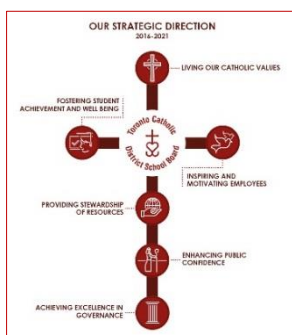 OUR STRATEGIC DIRECTION
2016-2021
LIVING OUR CATHOLIC VALUES
FOSTERING STUDENT
ACHIEVEMENT AND WELL BEING
Toronto Catholic
District School Board
INSPIRING AND
MOTIVATING EMPLOYEES
PROVIDING STEWARDSHIP
OF RESOURCES
ENHANCING PUBLIC
CONFIDENCE
ACHIEVING EXCELLENCE IN
GOVERNANCE